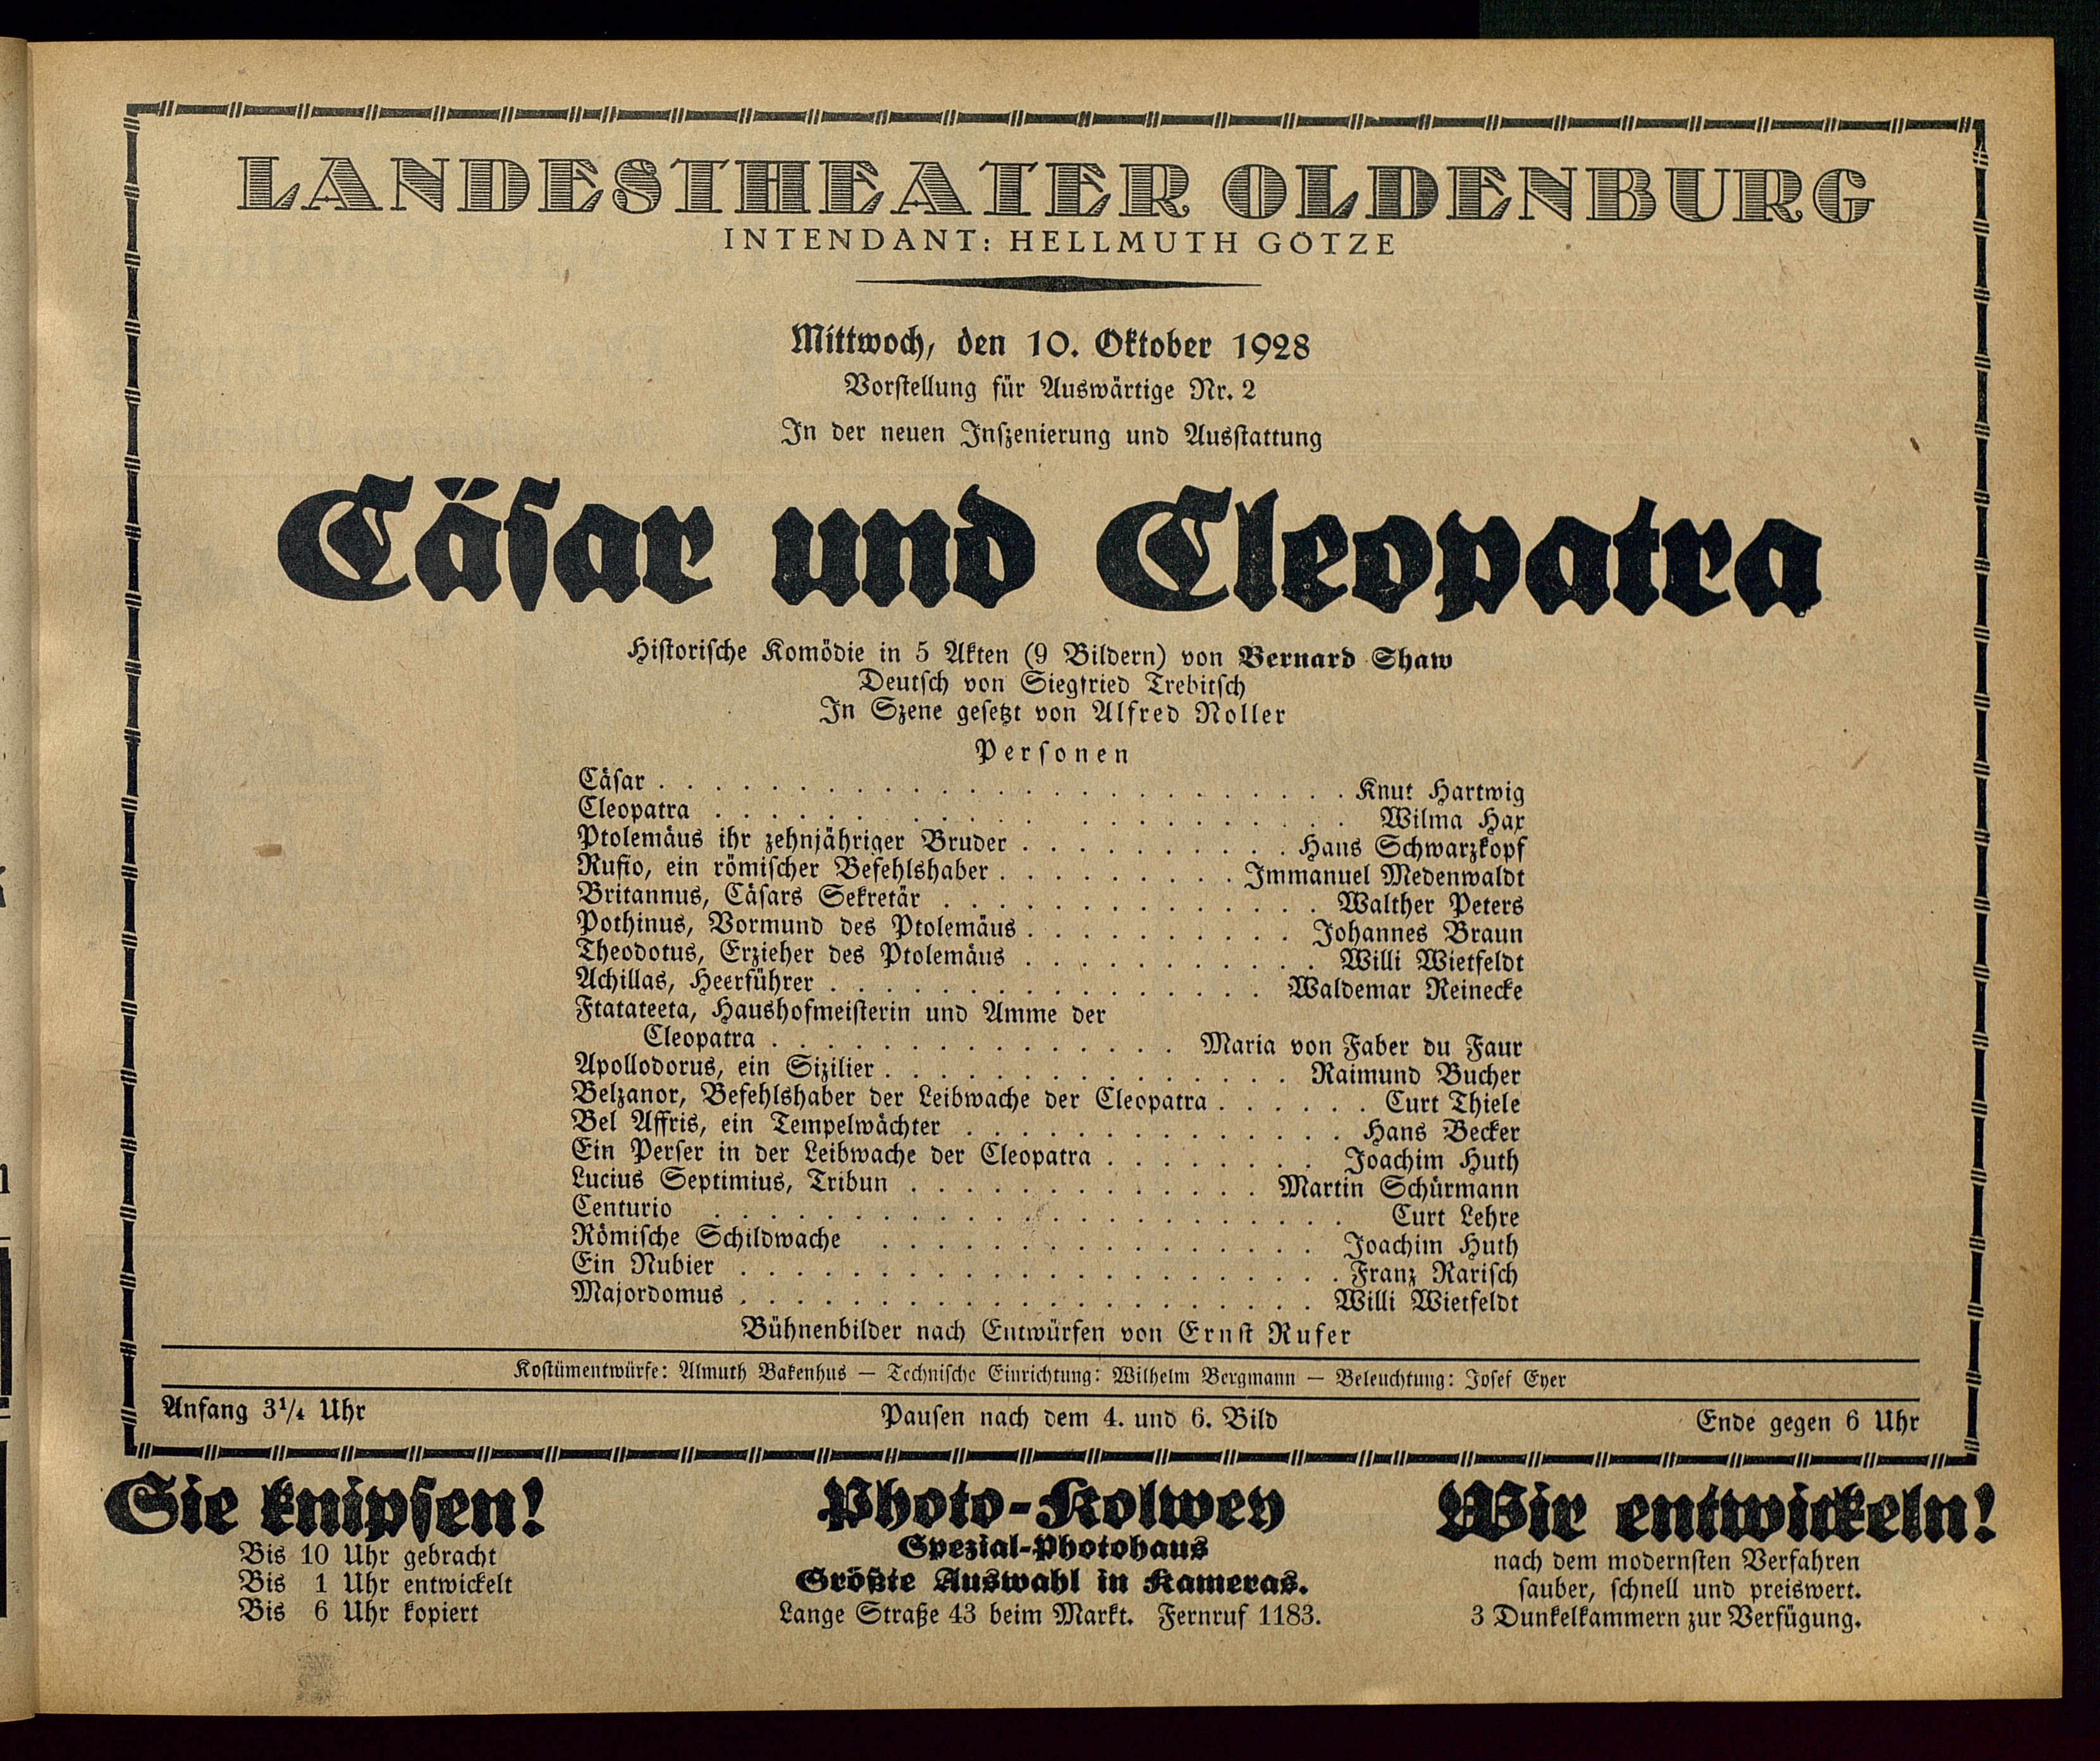 LANDESTHEATER OLDENBURG
INTENDANT: HELLMUTH GÖTZE
Mittwoch, den 10. Oktober 1928
Vorstellung für Auswärtige Nr. 2
In der neuen Inszenierung und Ausstattung
Cäsar und Cleopatra
Historische Komödie in 5 Akten (9 Bildern) von Bernard Shaw
Deutsch von Siegfried Trebitsch
In Szene gesetzt von Alfred Noller
Personen
Cäsar . . . . . . . . . . Knut Hartwig
Cleopatra . . . . . . . . . . Wilma Hax
Ptolemäus ihr zehnjähriger Bruder . . . . . . . . . . Hans Schwarzkopf
Rufio, ein römischer Befehlshaber . . . . . . . . . Immanuel Medenwaldt
Britannus, Cäsars Sekretär . . . . . . . . . . Walther Peters
Pothinus, Vormund des Ptolemäus . . . . . . . . . . Johannes Braun
Theodotus, Erzieher des Ptolemäus . . . . . . . . . . Willi Wietfeldt
Achillas, Heerführer . . . . . . . . . . Waldemar Reinecke
Ftatateeta, Haushofmeisterin und Amme der
Cleopatra . . . . . . . . . . Maria von Faber du Faur
Apollodorus, ein Sizilier . . . . . . . . . . Raimund Bucher
Belzanor, Befehlshaber der Leibwache der Cleopatra . . . . . . Curt Thiele
Bel Affris, ein Tempelwächter . . . . . . . . . . Hans Becker
Ein Perser in der Leibwache der Cleopatra . . . . . . . . Joachim Huth
Lucius Septimius, Tribun . . . . . . . . . . Martin Schürmann
Centurio . . . . . . . . . . Curt Lehre
Römische Schildwache . . . . . . . . . . Joachim Huth
Ein Nubier . . . . . . . . . . Franz Rarisch
Majordomus . . . . . . . . . . Willi Wietfeldt
Bühnenbilder nach Entwürfen von Ernst Rufer
Kostümentwürfe: Almuth Bakenhus — Technische Einrichtung: Wilhelm Bergmann — Beleuchtung: Josef Eyer
Anfang 3¼ Uhr Pausen nach dem 4. und 6. Bild Ende gegen 6 Uhr
Sie knipsen!
Bis 10 Uhr gebracht
Bis 1 Uhr entwickelt
Bis 6 Uhr kopiert
Photo-Kolwey
Spezial-Photohaus
Größte Auswahl in Kameras.
Lange Straße 43 beim Markt. Fernruf 1183.
Wir entwickeln!
nach dem modernsten Verfahren
sauber, schnell und preiswert.
3 Dunkelkammern zur Verfügung.